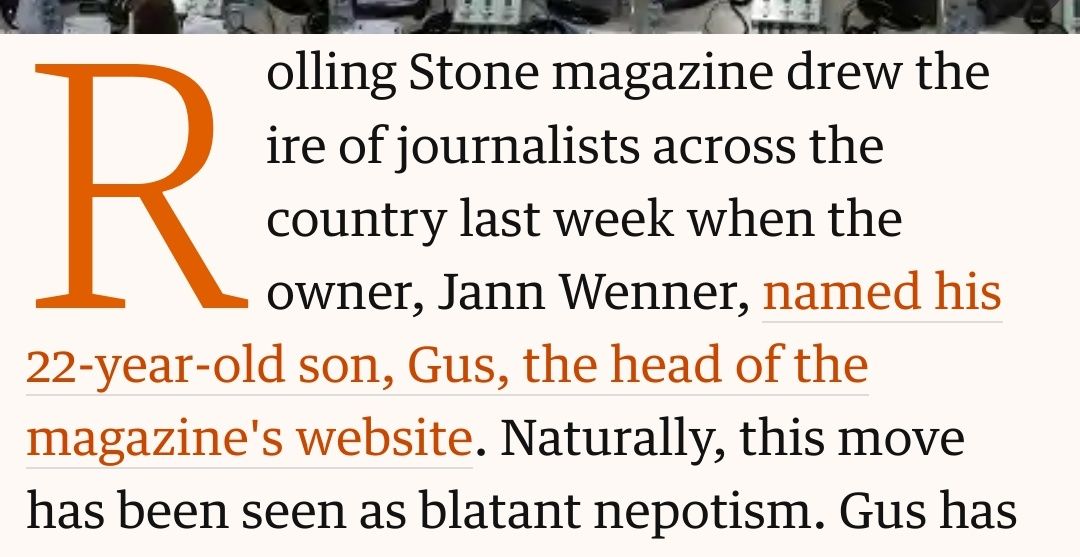 Rolling Stone magazine drew the
ire of journalists across the
country last week when the
owner, Jann Wenner, named his
22-year-old son, Gus, the head of the
magazine's website. Naturally, this move
has been seen as blatant nepotism. Gus has